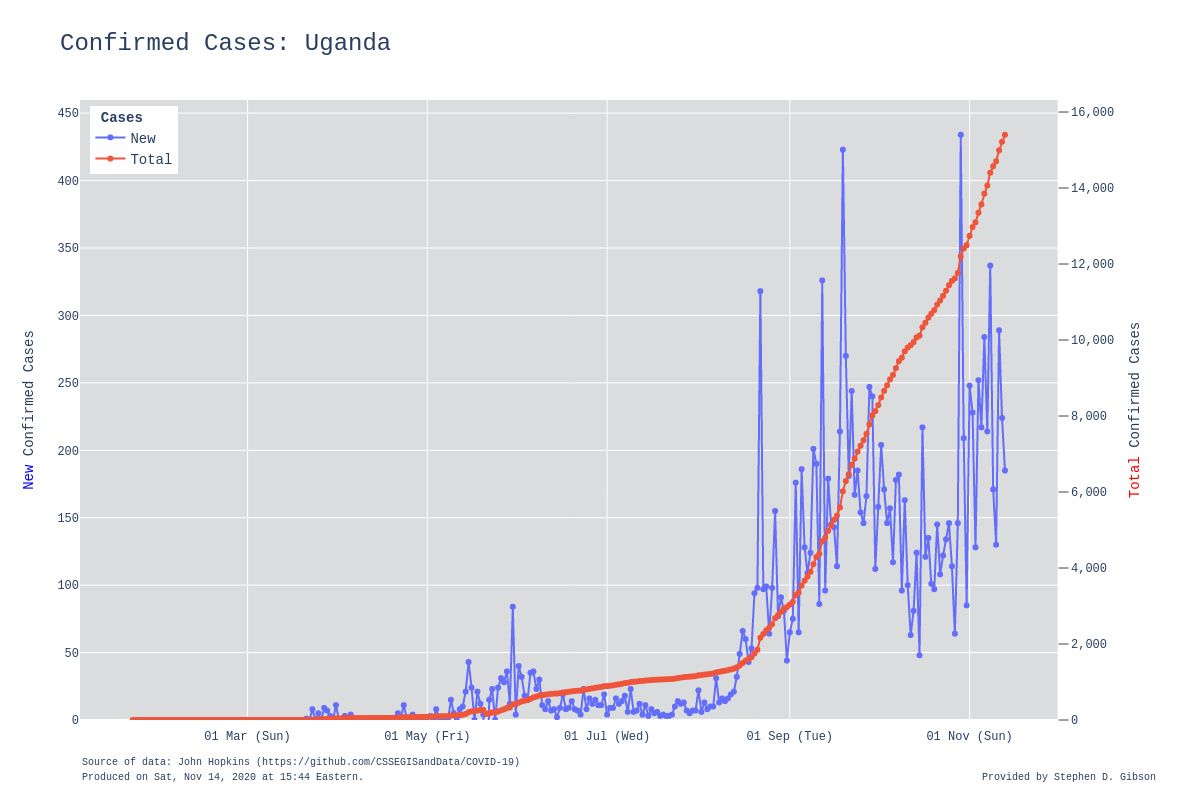 Confirmed Cases: Uganda
Cases
New
Total
450
400
350
300
250
200
150
100
50
0
16,000
14,000
12,000
10,000
8,000
6,000
4,000
2,000
0
New Confirmed Cases
Total Confirmed Cases
01 Mar (Sun)
01 May (Fri)
01 Jul (Wed)
01 Sep (Tue)
01 Nov (Sun)
Source of data: John Hopkins (https://github.com/CSSEGISandData/COVID-19)
Produced on Sat, Nov 14, 2020 at 15:44 Eastern.
Provided by Stephen D. Gibson